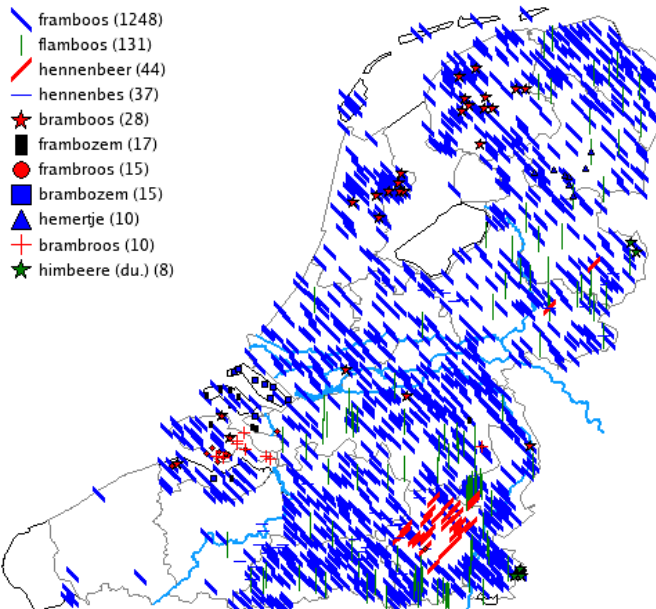 framboos (1248)
flamboos (131)
hennenbeer (44)
hennenbes (37)
bramboos (28)
frambozem (17)
frambroos (15)
brambozem (15)
hemertje (10)
brambroos (10)
himbeere (du.) (8)